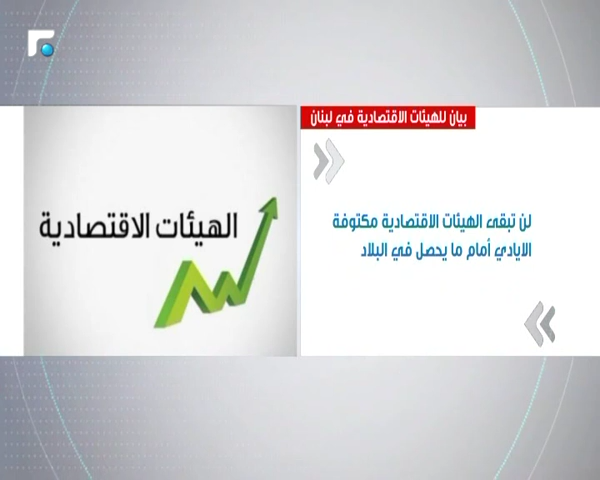 بيان للهيئات الاقتصادية في لبنان
لن تبقى الهيئات الاقتصادية مكتوفة
الايادي أمام ما يحصل في البلاد
الهيئات الاقتصادية